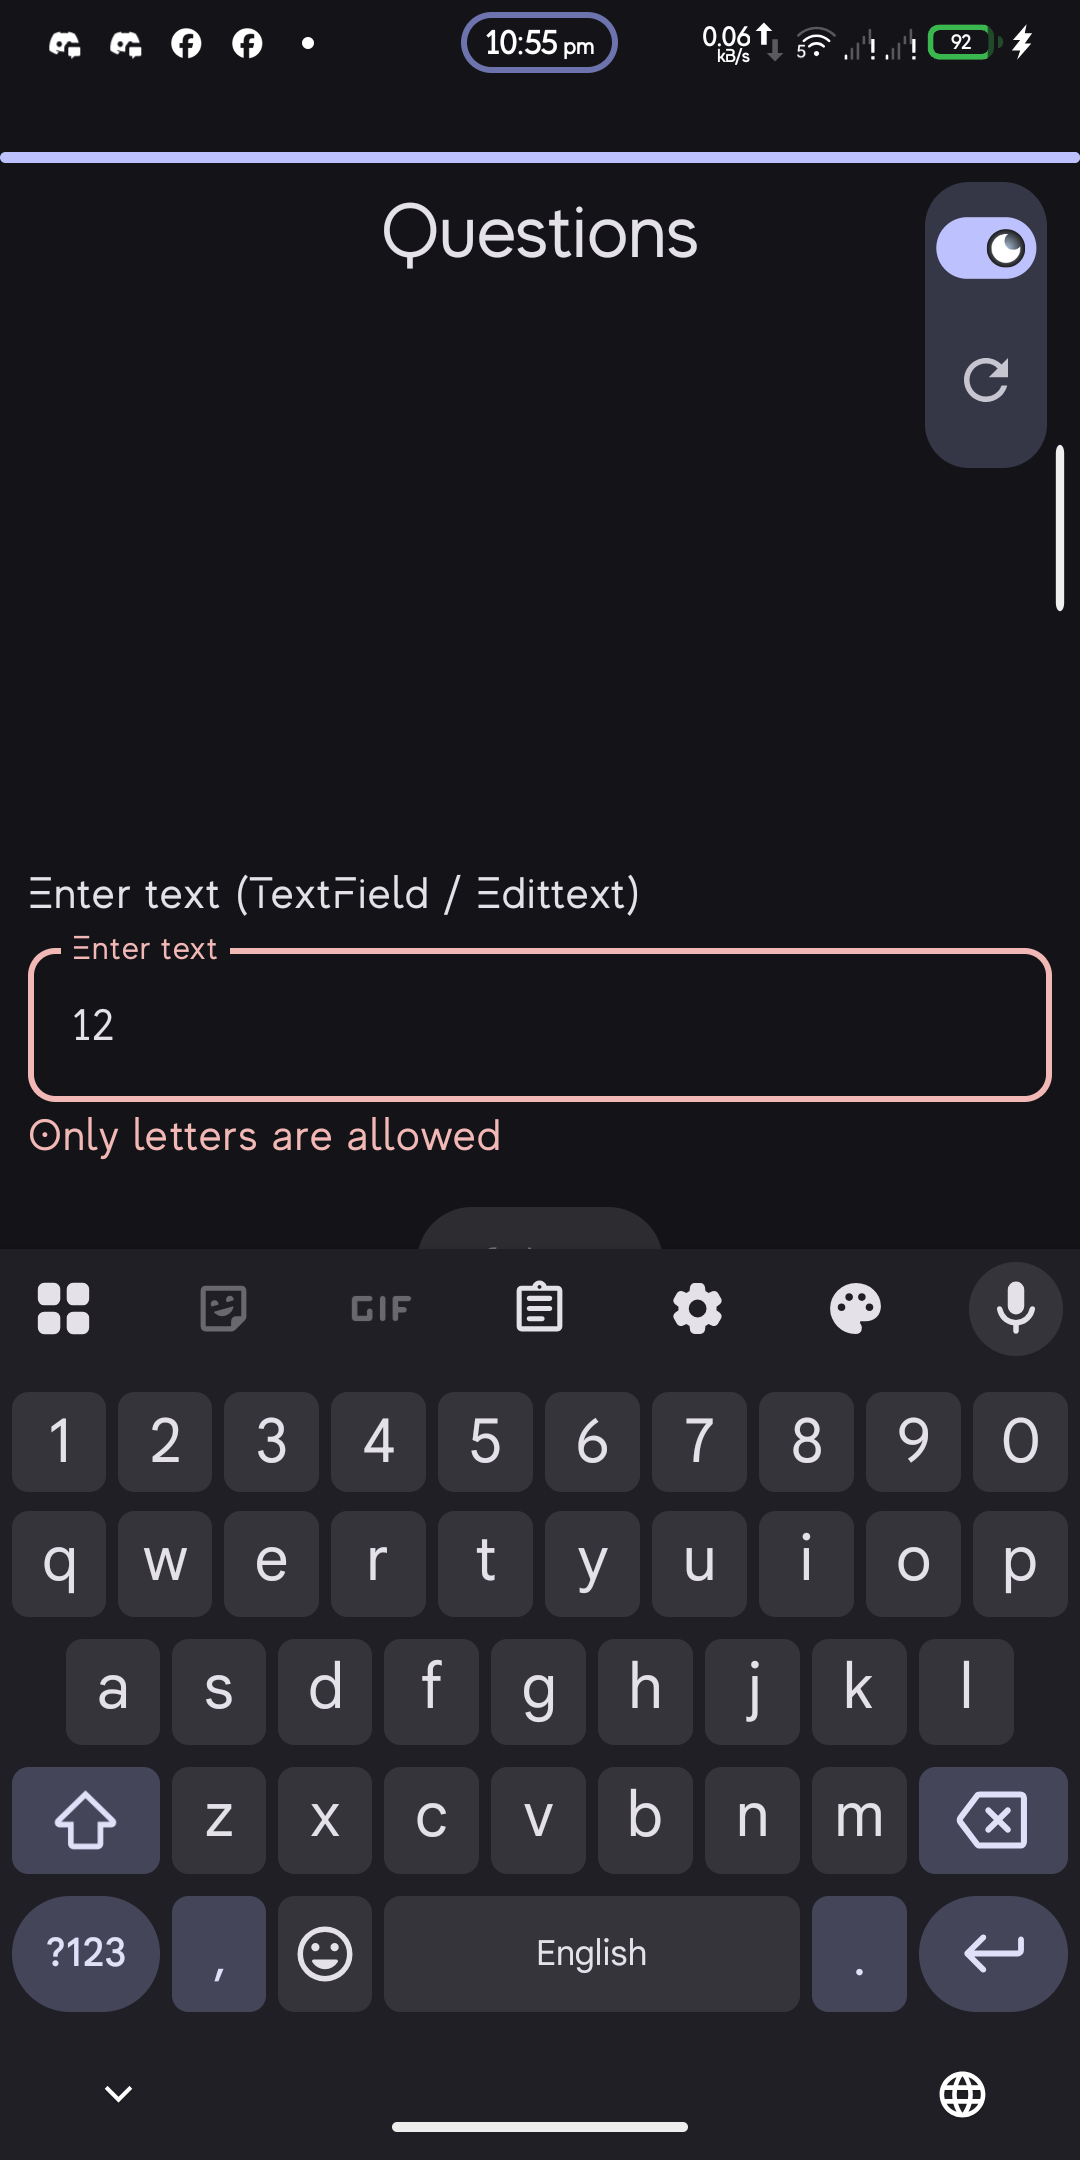 10:55 pm
0.06
kB/s
5
92
Questions
Enter text (TextField / Edittext)
Enter text
12
Only letters are allowed
GIF
1 2 3 4 5 6 7 8 9 0
q w e r t y u i o p
a s d f g h j k l
z x c v b n m
?123 , English .